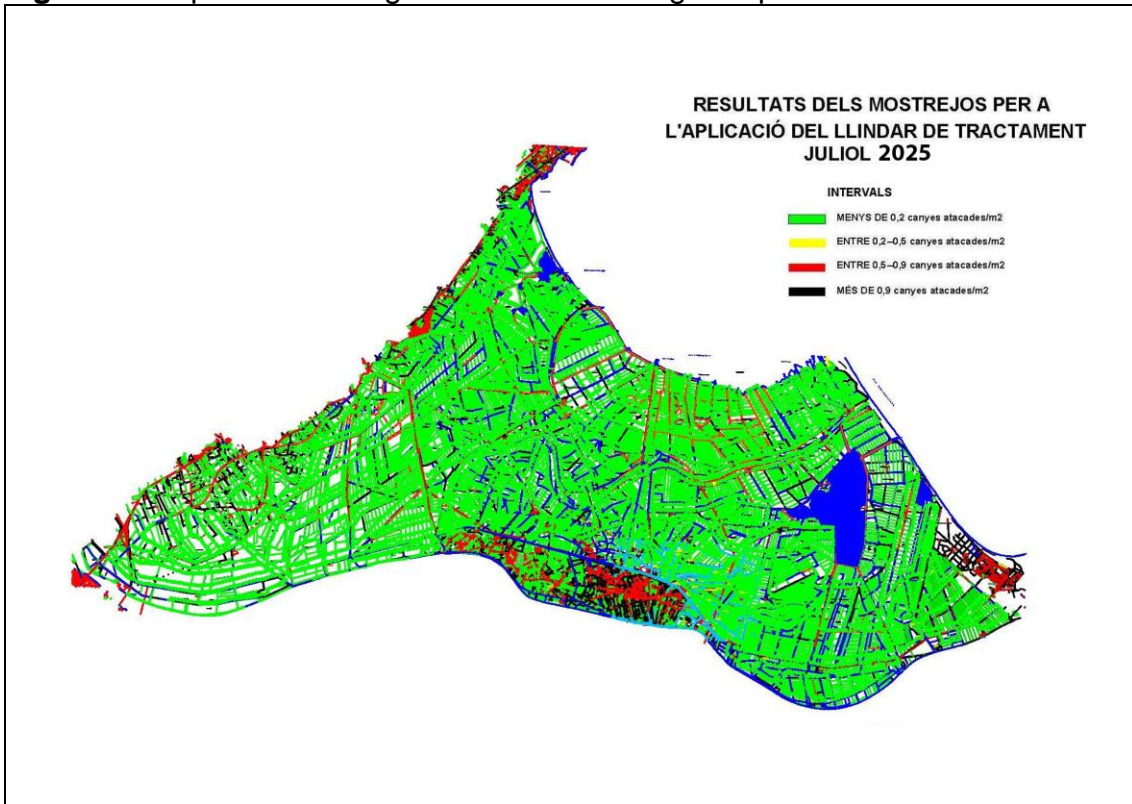 RESULTATS DELS MOSTREJOS PER A
L'APLICACIÓ DEL LLINDAR DE TRACTAMENT
JULIOL 2025
INTERVALS
MENYS DE 0,2 canyes atacades/m2
ENTRE 0,2–0,5 canyes atacades/m2
ENTRE 0,5–0,9 canyes atacades/m2
MÉS DE 0,9 canyes atacades/m2